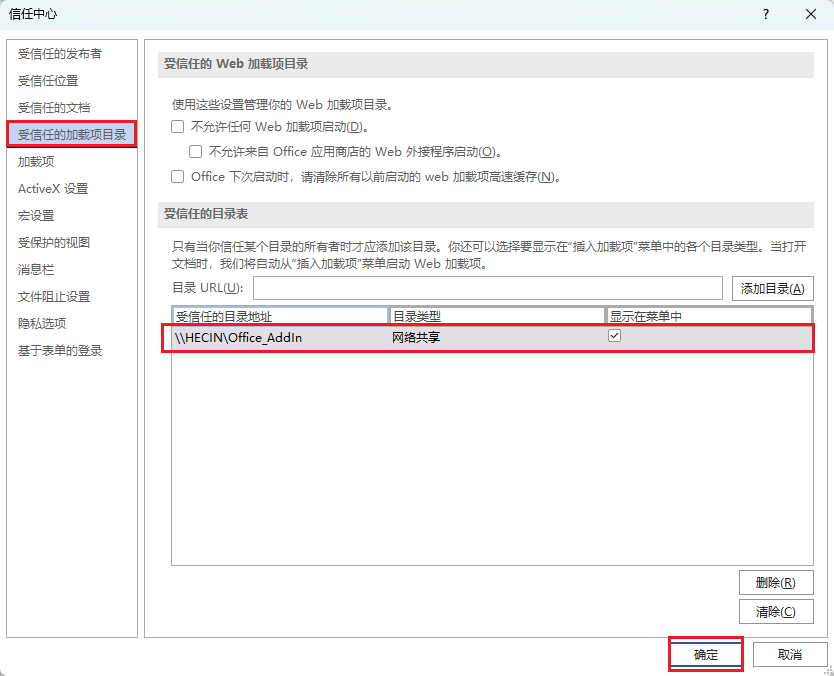 信任中心
?
受信任的发布者
受信任位置
受信任的文档
受信任的加载项目录
加载项
ActiveX 设置
宏设置
受保护的视图
消息栏
文件阻止设置
隐私选项
基于表单的登录
受信任的 Web 加载项目录
使用这些设置管理你的 Web 加载项目录。
不允许任何 Web 加载项启动(D)。
不允许来自 Office 应用商店的 Web 外接程序启动(O)。
Office 下次启动时，请清除所有以前启动的 web 加载项高速缓存(N)。
受信任的目录表
只有当你信任某个目录的所有者时才应添加该目录。你还可以选择要显示在“插入加载项”菜单中的各个目录类型。当打开
文档时，我们将自动从“插入加载项”菜单启动 Web 加载项。
目录 URL(U): 添加目录(A)
受信任的目录地址 目录类型 显示在菜单中
\\HECIN\Office_AddIn 网络共享
删除(R)
清除(C)
确定 取消